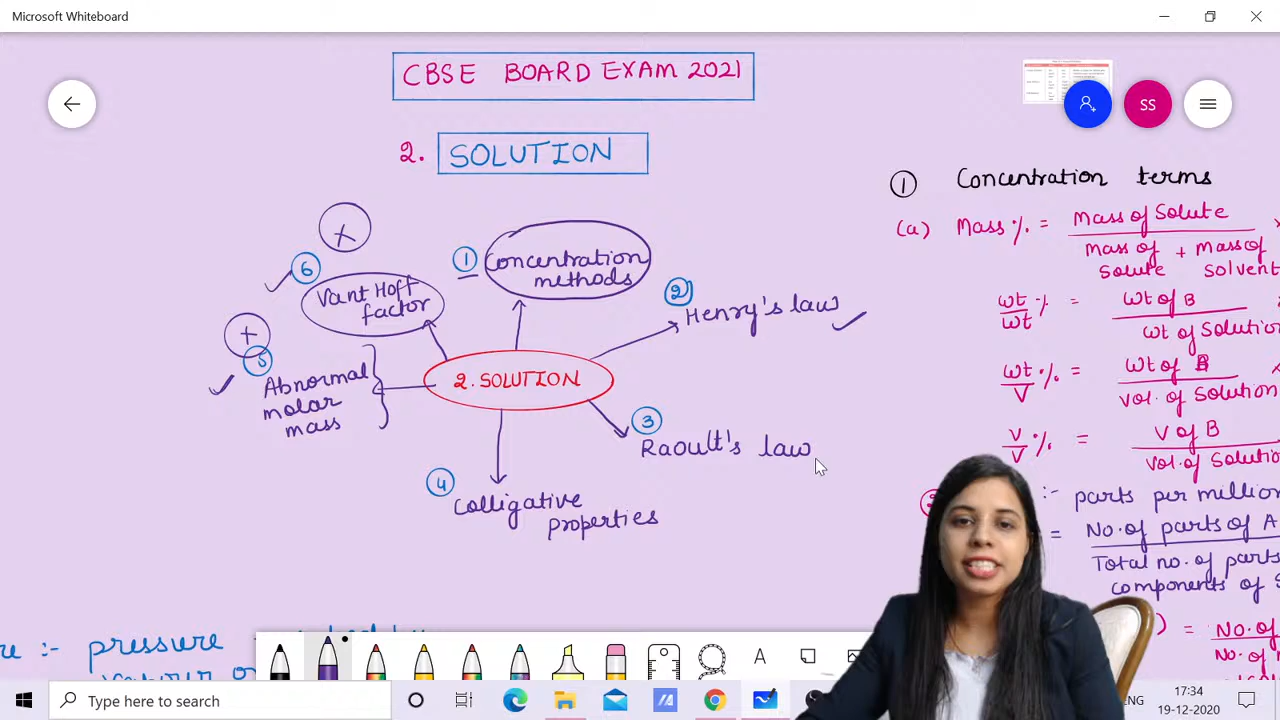 Microsoft Whiteboard
CBSE BOARD EXAM 2021
2. SOLUTION
SS
1 Concentration terms
(a) Mass % = Mass of Solute
mass of solute + mass of solvent
wt/wt % = wt of B
wt of Solution
wt/V % = wt of B
vol. of Solution
V/V % = V of B
Vol. of Solution
:- parts per million
= No. of parts of A
Total no. of parts
components of
) = No. of
No. of
6
Vant Hoff
factor
1 Concentration
methods
2
Henry's law
5
Abnormal
molar
mass
2. SOLUTION
3
Raoult's law
4
Colligative
properties
re :- pressure
vapour
A
Type here to search
ENG
17:34
19-12-2020